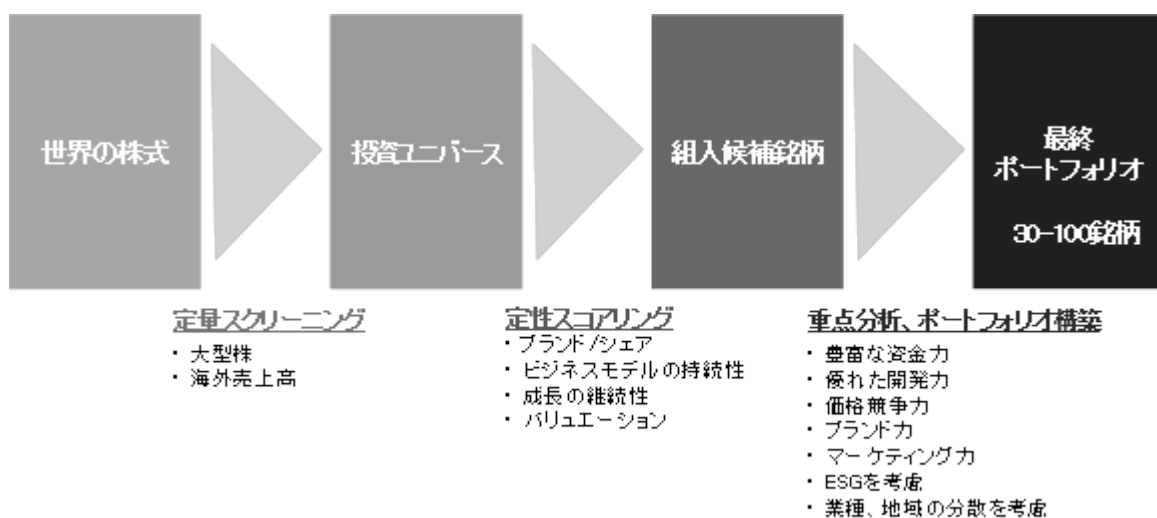 世界の株式
投資ユニバース
組入候補銘柄
最終
ポートフォリオ
30-100銘柄
定量スクリーニング
・ 大型株
・ 海外売上高
定性スコアリング
・ ブランド/シェア
・ ビジネスモデルの持続性
・ 成長の継続性
・ バリュエーション
重点分析、ポートフォリオ構築
・ 豊富な資金力
・ 優れた開発力
・ 価格競争力
・ ブランド力
・ マーケティング力
・ ESGを考慮
・ 業種、地域の分散を考慮